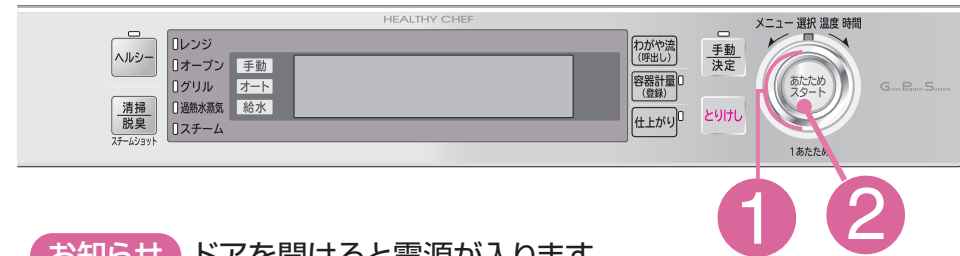 HEALTHY CHEF
メニュー 選択 温度 時間
ヘルシー
レンジ
オーブン
グリル
過熱水蒸気
スチーム
手動
オート
給水
清掃
脱臭
スチームショット
わがや流
(呼出し)
容器計量
(登録)
仕上がり
手動
決定
とりけし
あたため
スタート
Gram Position System
1あたため
1
2
お知らせ ドアを開けると電源が入ります